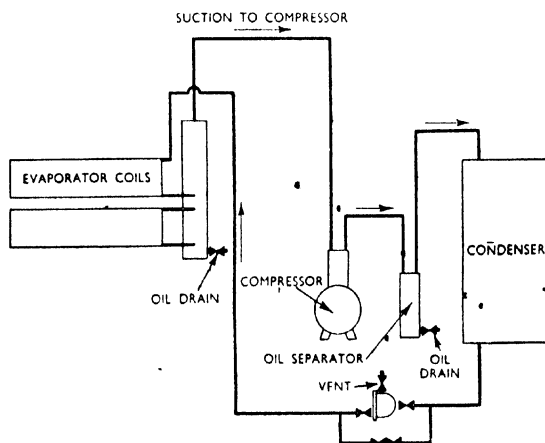 SUCTION TO COMPRESSOR
EVAPORATOR COILS
CONDENSER
OIL DRAIN
COMPRESSOR
OIL SEPARATOR
OIL
DRAIN
VENT